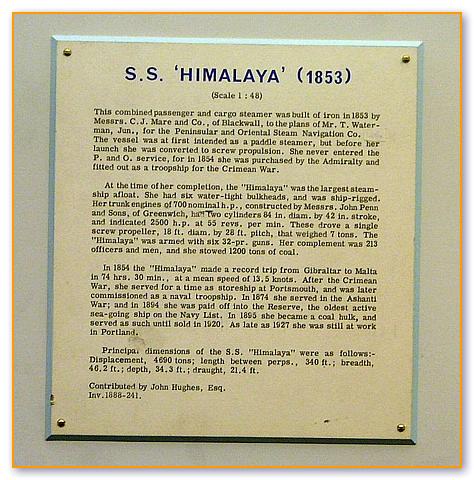 S.S. 'HIMALAYA' (1853)
(Scale 1 : 48)
This combined passenger and cargo steamer was built of iron in 1853 by
Messrs. C.J. Mare and Co., of Blackwall, to the plans of Mr. T. Water-
man, Jun., for the Peninsular and Oriental Steam Navigation Co.
The vessel was at first intended as a paddle steamer, but before her
launch she was converted to screw propulsion. She never entered the
P. and O. service, for in 1854 she was purchased by the Admiralty and
fitted out as a troopship for the Crimean War.
At the time of her completion, the "Himalaya" was the largest steam-
ship afloat. She had six water-tight bulkheads, and was ship-rigged.
Her trunk engines of 700 nominal h.p., constructed by Messrs. John Penn
and Sons, of Greenwich, had two cylinders 84 in. diam. by 42 in. stroke,
and indicated 2500 h.p. at 55 revs. per min. These drove a single
screw propeller, 18 ft. diam. by 28 ft. pitch, that weighed 7 tons. The
"Himalaya" was armed with six 32-pr. guns. Her complement was 213
officers and men, and she stowed 1200 tons of coal.
In 1854 the "Himalaya" made a record trip from Gibraltar to Malta
in 74 hrs. 30 min., at a mean speed of 13.5 knots. After the Crimean
War, she served for a time as storeship at Portsmouth, and was later
commissioned as a naval troopship. In 1874 she served in the Ashanti
War; and in 1894 she was paid off into the Reserve, the oldest active
sea-going ship on the Navy List. In 1895 she became a coal hulk, and
served as such until sold in 1920. As late as 1927 she was still at work
in Portland.
Principal dimensions of the S.S. "Himalaya" were as follows:-
Displacement, 4690 tons; length between perps., 340 ft.; breadth,
46.2 ft.; depth, 34.3 ft.; draught, 21.4 ft.
Contributed by John Hughes, Esq.
Inv.1888-241.